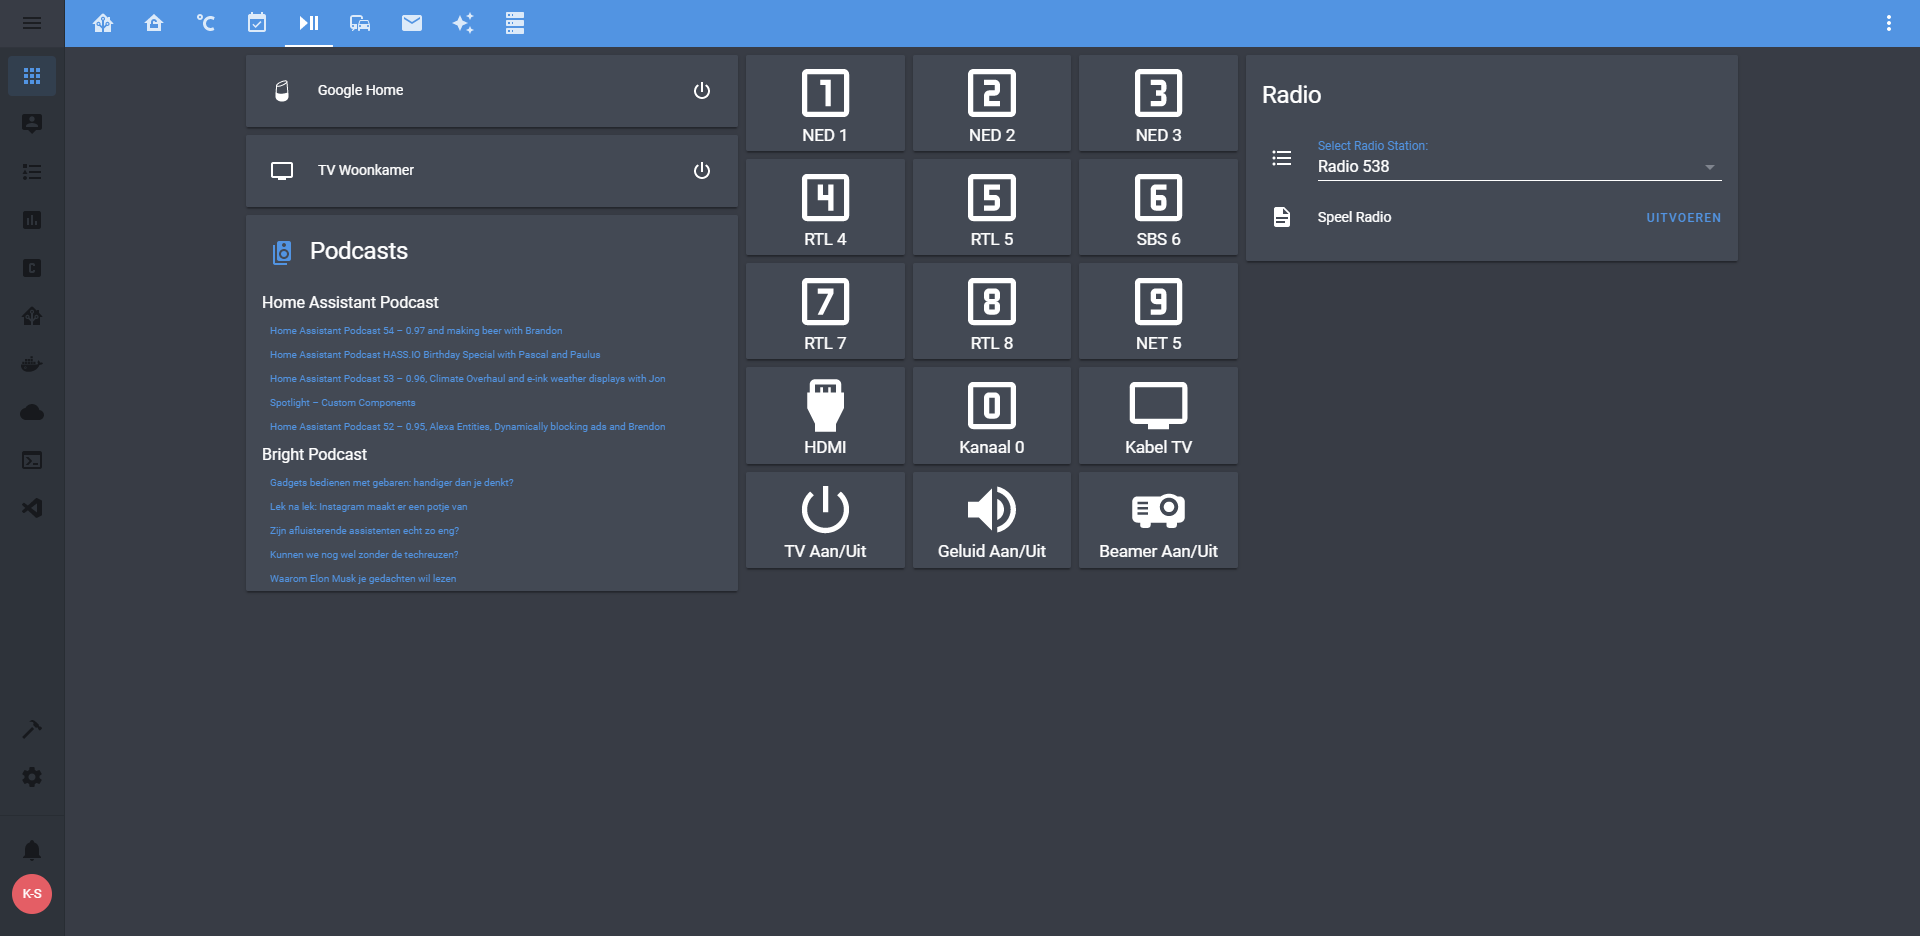 °C
Google Home
TV Woonkamer
Podcasts
Home Assistant Podcast
Home Assistant Podcast 54 – 0.97 and making beer with Brandon
Home Assistant Podcast HASS.IO Birthday Special with Pascal and Paulus
Home Assistant Podcast 53 – 0.96, Climate Overhaul and e-ink weather displays with Jon
Spotlight – Custom Components
Home Assistant Podcast 52 – 0.95, Alexa Entities, Dynamically blocking ads and Brendon
Bright Podcast
Gadgets bedienen met gebaren: handiger dan je denkt?
Lek na lek: Instagram maakt er een potje van
Zijn afluisterende assistenten echt zo eng?
Kunnen we nog wel zonder de techreuzen?
Waarom Elon Musk je gedachten wil lezen
1
NED 1
2
NED 2
3
NED 3
4
RTL 4
5
RTL 5
6
SBS 6
7
RTL 7
8
RTL 8
9
NET 5
HDMI
0
Kanaal 0
Kabel TV
TV Aan/Uit
Geluid Aan/Uit
Beamer Aan/Uit
Radio
Select Radio Station:
Radio 538
Speel Radio
UITVOEREN
C
K-S